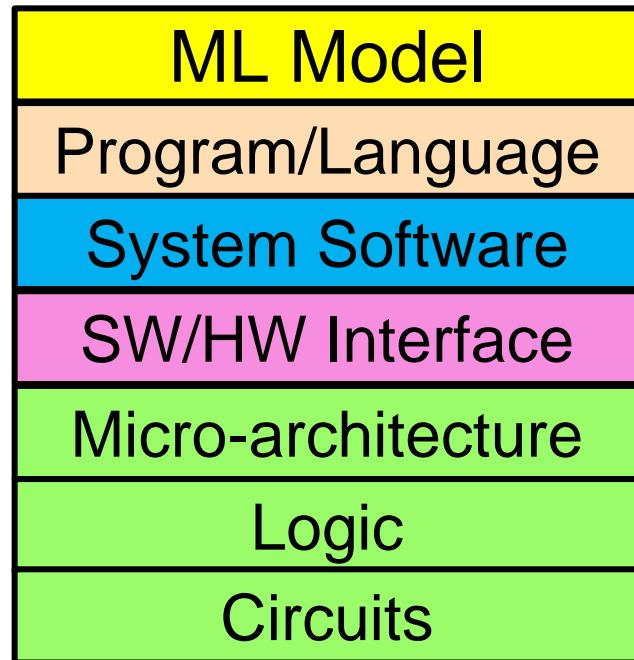 ML Model
Program/Language
System Software
SW/HW Interface
Micro-architecture
Logic
Circuits